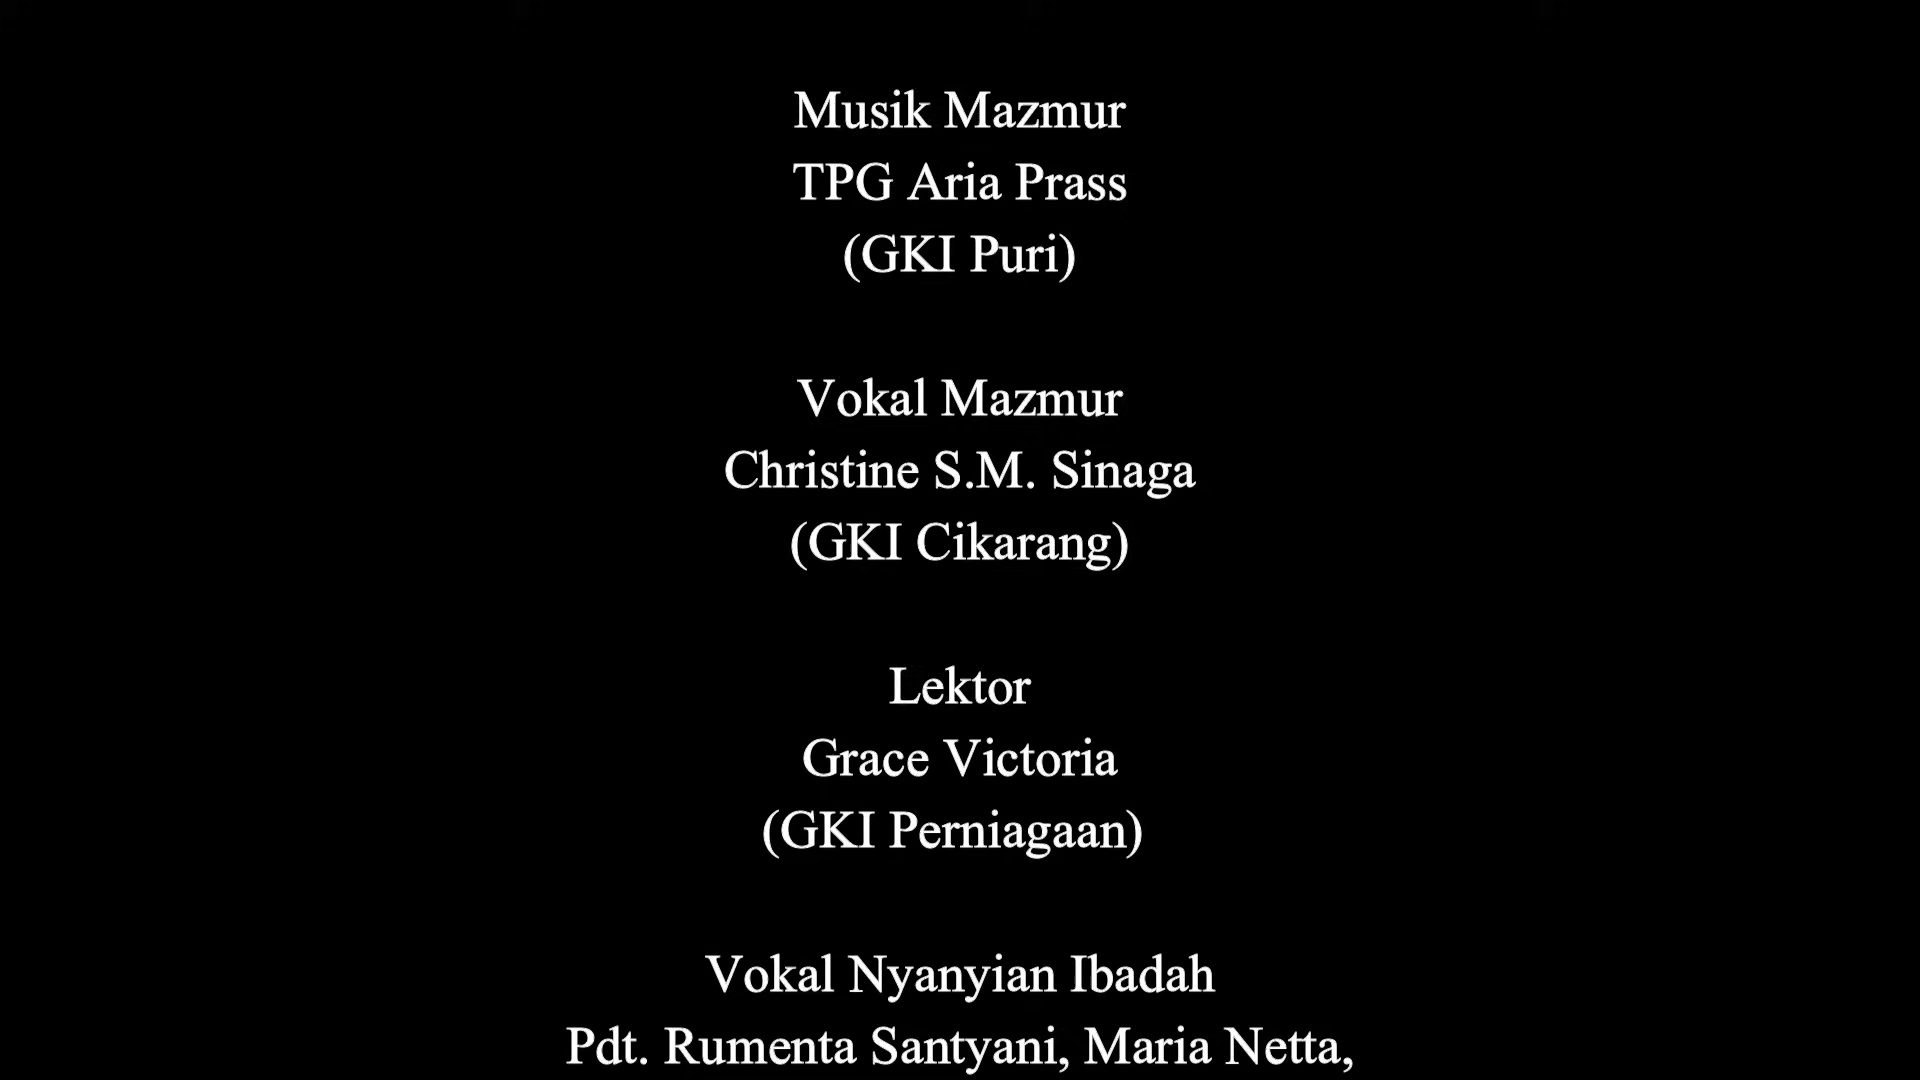 Musik Mazmur
TPG Aria Prass
(GKI Puri)
Vokal Mazmur
Christine S.M. Sinaga
(GKI Cikarang)
Lektor
Grace Victoria
(GKI Perniagaan)
Vokal Nyanyian Ibadah
Pdt. Rumenta Santyani, Maria Netta,